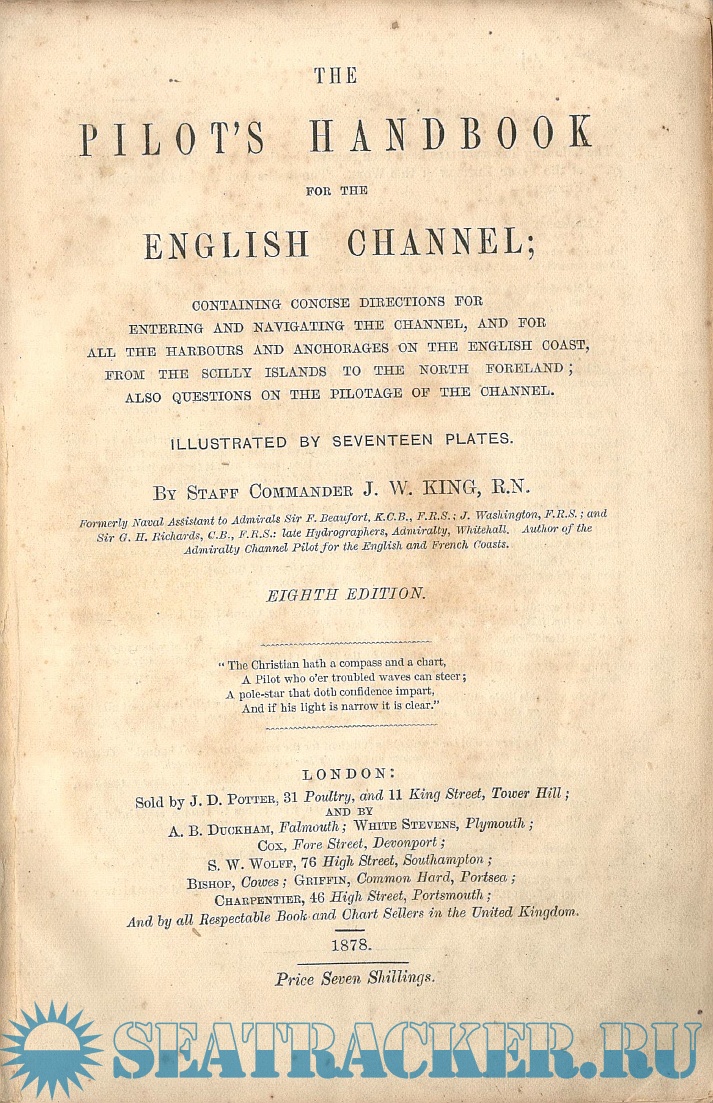 THE
PILOT'S HANDBOOK
FOR THE
ENGLISH CHANNEL;
CONTAINING CONCISE DIRECTIONS FOR
ENTERING AND NAVIGATING THE CHANNEL, AND FOR
ALL THE HARBOURS AND ANCHORAGES ON THE ENGLISH COAST,
FROM THE SCILLY ISLANDS TO THE NORTH FORELAND;
ALSO QUESTIONS ON THE PILOTAGE OF THE CHANNEL.
ILLUSTRATED BY SEVENTEEN PLATES.
BY STAFF COMMANDER J. W. KING, R.N.
Formerly Naval Assistant to Admirals Sir F. Beaufort, K.C.B., F.R.S.; J. Washington, F.R.S.; and
Sir G. H. Richards, C.B., F.R.S.: late Hydrographers, Admiralty, Whitehall. Author of the
Admiralty Channel Pilot for the English and French Coasts.
EIGHTH EDITION.
"The Christian hath a compass and a chart,
A Pilot who o'er troubled waves can steer;
A pole-star that doth confidence impart,
And if his light is narrow it is clear."
LONDON:
Sold by J. D. POTTER, 31 Poultry, and 11 King Street, Tower Hill;
AND BY
A. B. DUCKHAM, Falmouth; WHITE STEVENS, Plymouth;
COX, Fore Street, Devonport;
S. W. WOLFF, 76 High Street, Southampton;
BISHOP, Cowes; GRIFFIN, Common Hard, Portsea;
CHARPENTIER, 46 High Street, Portsmouth;
And by all Respectable Book and Chart Sellers in the United Kingdom.
1878.
Price Seven Shillings.
SEATRACKER.RU